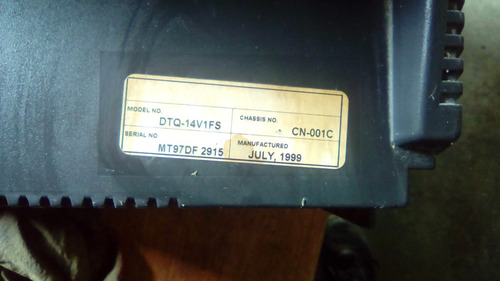 MODEL NO.
DTQ-14V1FS
CHASSIS NO.
CN-001C
SERIAL NO
MT97DF 2915
MANUFACTURED
JULY, 1999